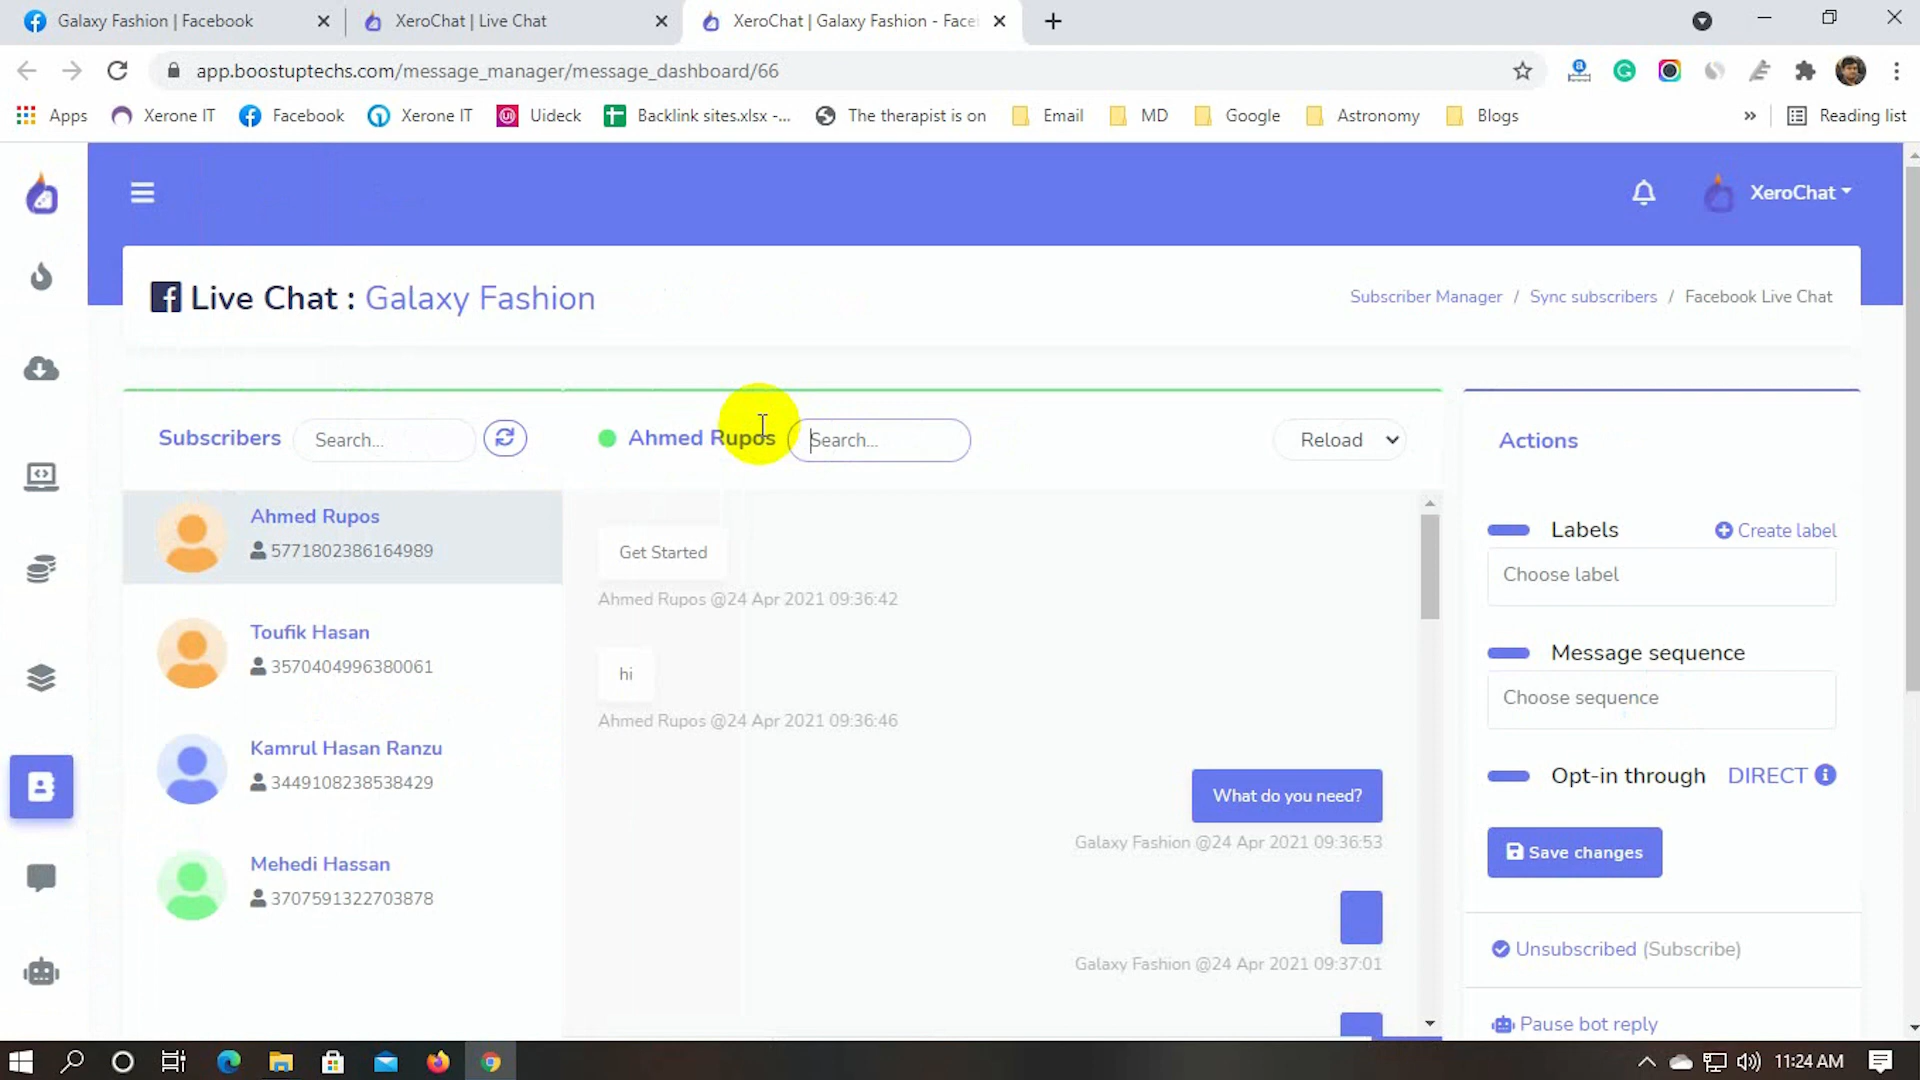 Galaxy Fashion | Facebook
XeroChat | Live Chat
XeroChat | Galaxy Fashion - Face
app.boostuptechs.com/message_manager/message_dashboard/66
Apps
Xerone IT
Facebook
Xerone IT
Uideck
Backlink sites.xlsx -...
The therapist is on
Email
MD
Google
Astronomy
Blogs
»
Reading list
XeroChat
Live Chat : Galaxy Fashion
Subscriber Manager / Sync subscribers / Facebook Live Chat
Subscribers
Search...
Ahmed Rupos
Search...
Reload
Actions
Ahmed Rupos
5771802386164989
Toufik Hasan
3570404996380061
Kamrul Hasan Ranzu
3449108238538429
Mehedi Hassan
3707591322703878
Get Started
Ahmed Rupos @24 Apr 2021 09:36:42
hi
Ahmed Rupos @24 Apr 2021 09:36:46
What do you need?
Galaxy Fashion @24 Apr 2021 09:36:53
Galaxy Fashion @24 Apr 2021 09:37:01
Labels
Create label
Choose label
Message sequence
Choose sequence
Opt-in through DIRECT
Save changes
Unsubscribed (Subscribe)
Pause bot reply
11:24 AM